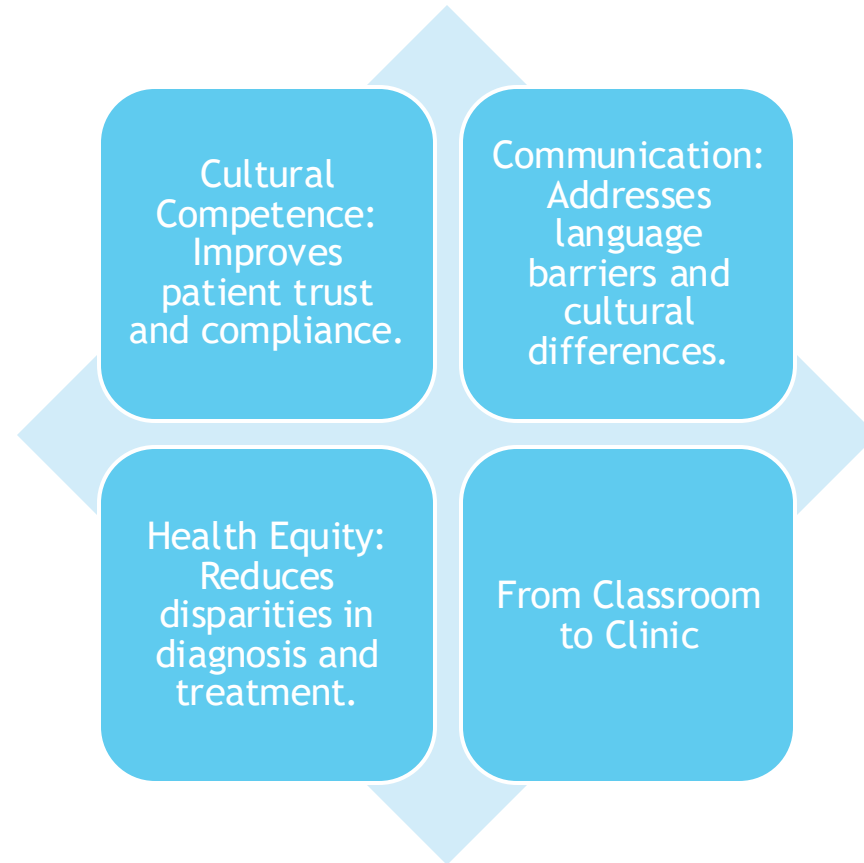 Cultural
Competence:
Improves
patient trust
and compliance.
Communication:
Addresses
language
barriers and
cultural
differences.
Health Equity:
Reduces
disparities in
diagnosis and
treatment.
From Classroom
to Clinic